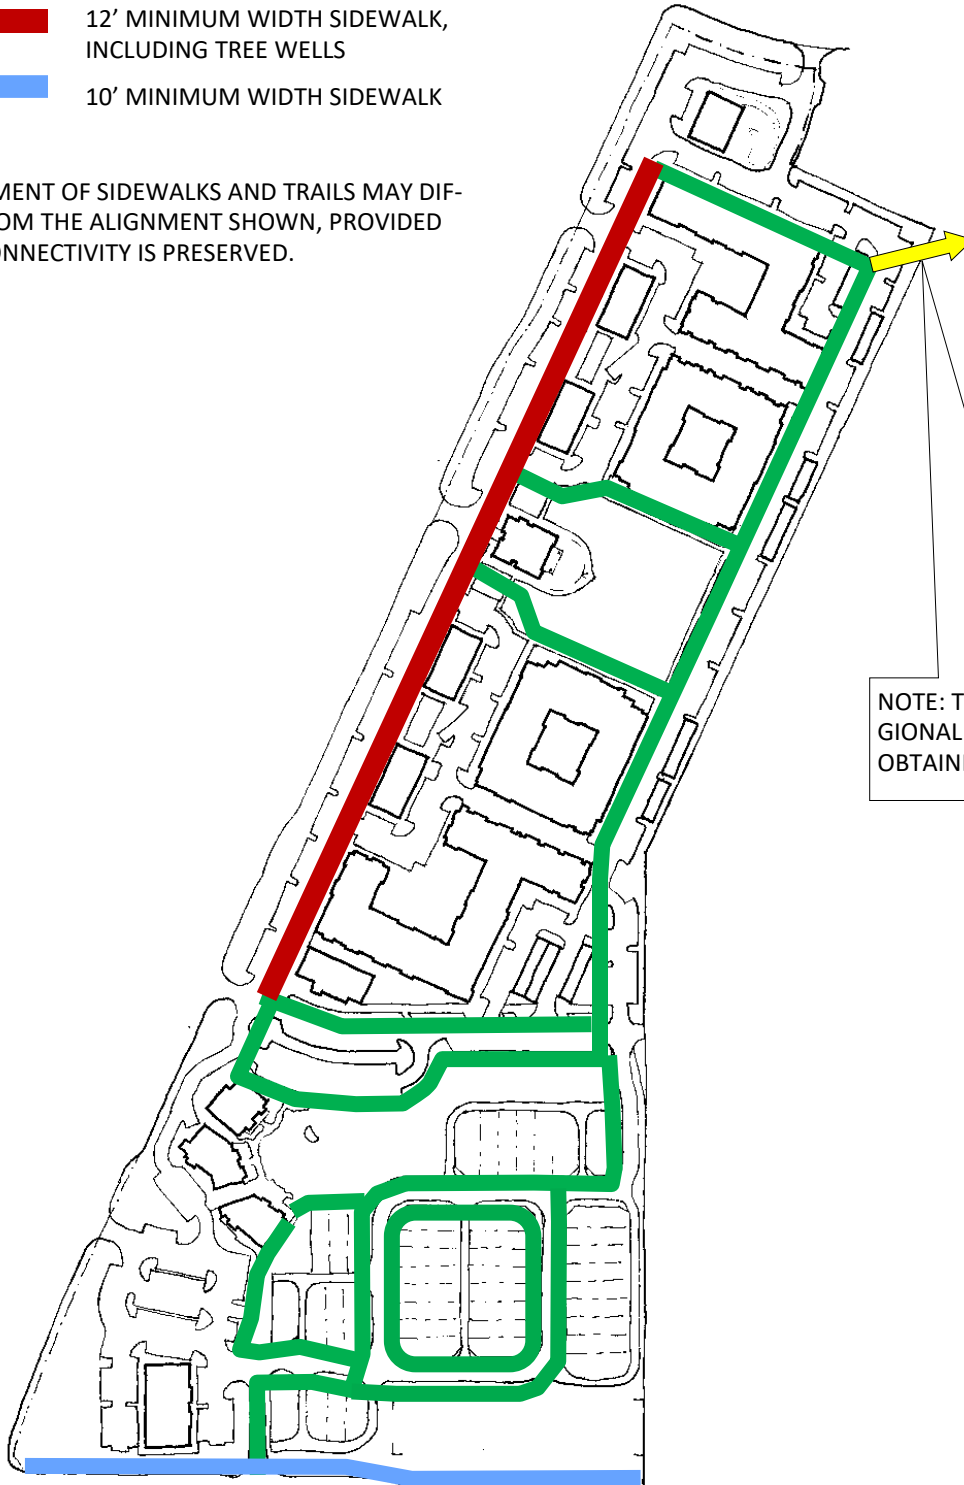 12’ MINIMUM WIDTH SIDEWALK,
INCLUDING TREE WELLS
10’ MINIMUM WIDTH SIDEWALK
MENT OF SIDEWALKS AND TRAILS MAY DIF-
OM THE ALIGNMENT SHOWN, PROVIDED
ONNECTIVITY IS PRESERVED.
NOTE: T
GIONAL
OBTAIN